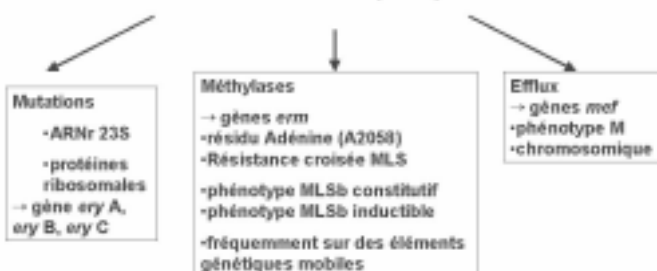 Mutations
•ARNr 23S
•protéines
ribosomales
→ gène ery A,
ery B, ery C
Méthylases
→ gènes erm
•résidu Adénine (A2058)
•Résistance croisée MLS
•phénotype MLSb constitutif
•phénotype MLSb inductible
•fréquemment sur des éléments
génétiques mobiles
Efflux
→ gènes mef
•phénotype M
•chromosomique